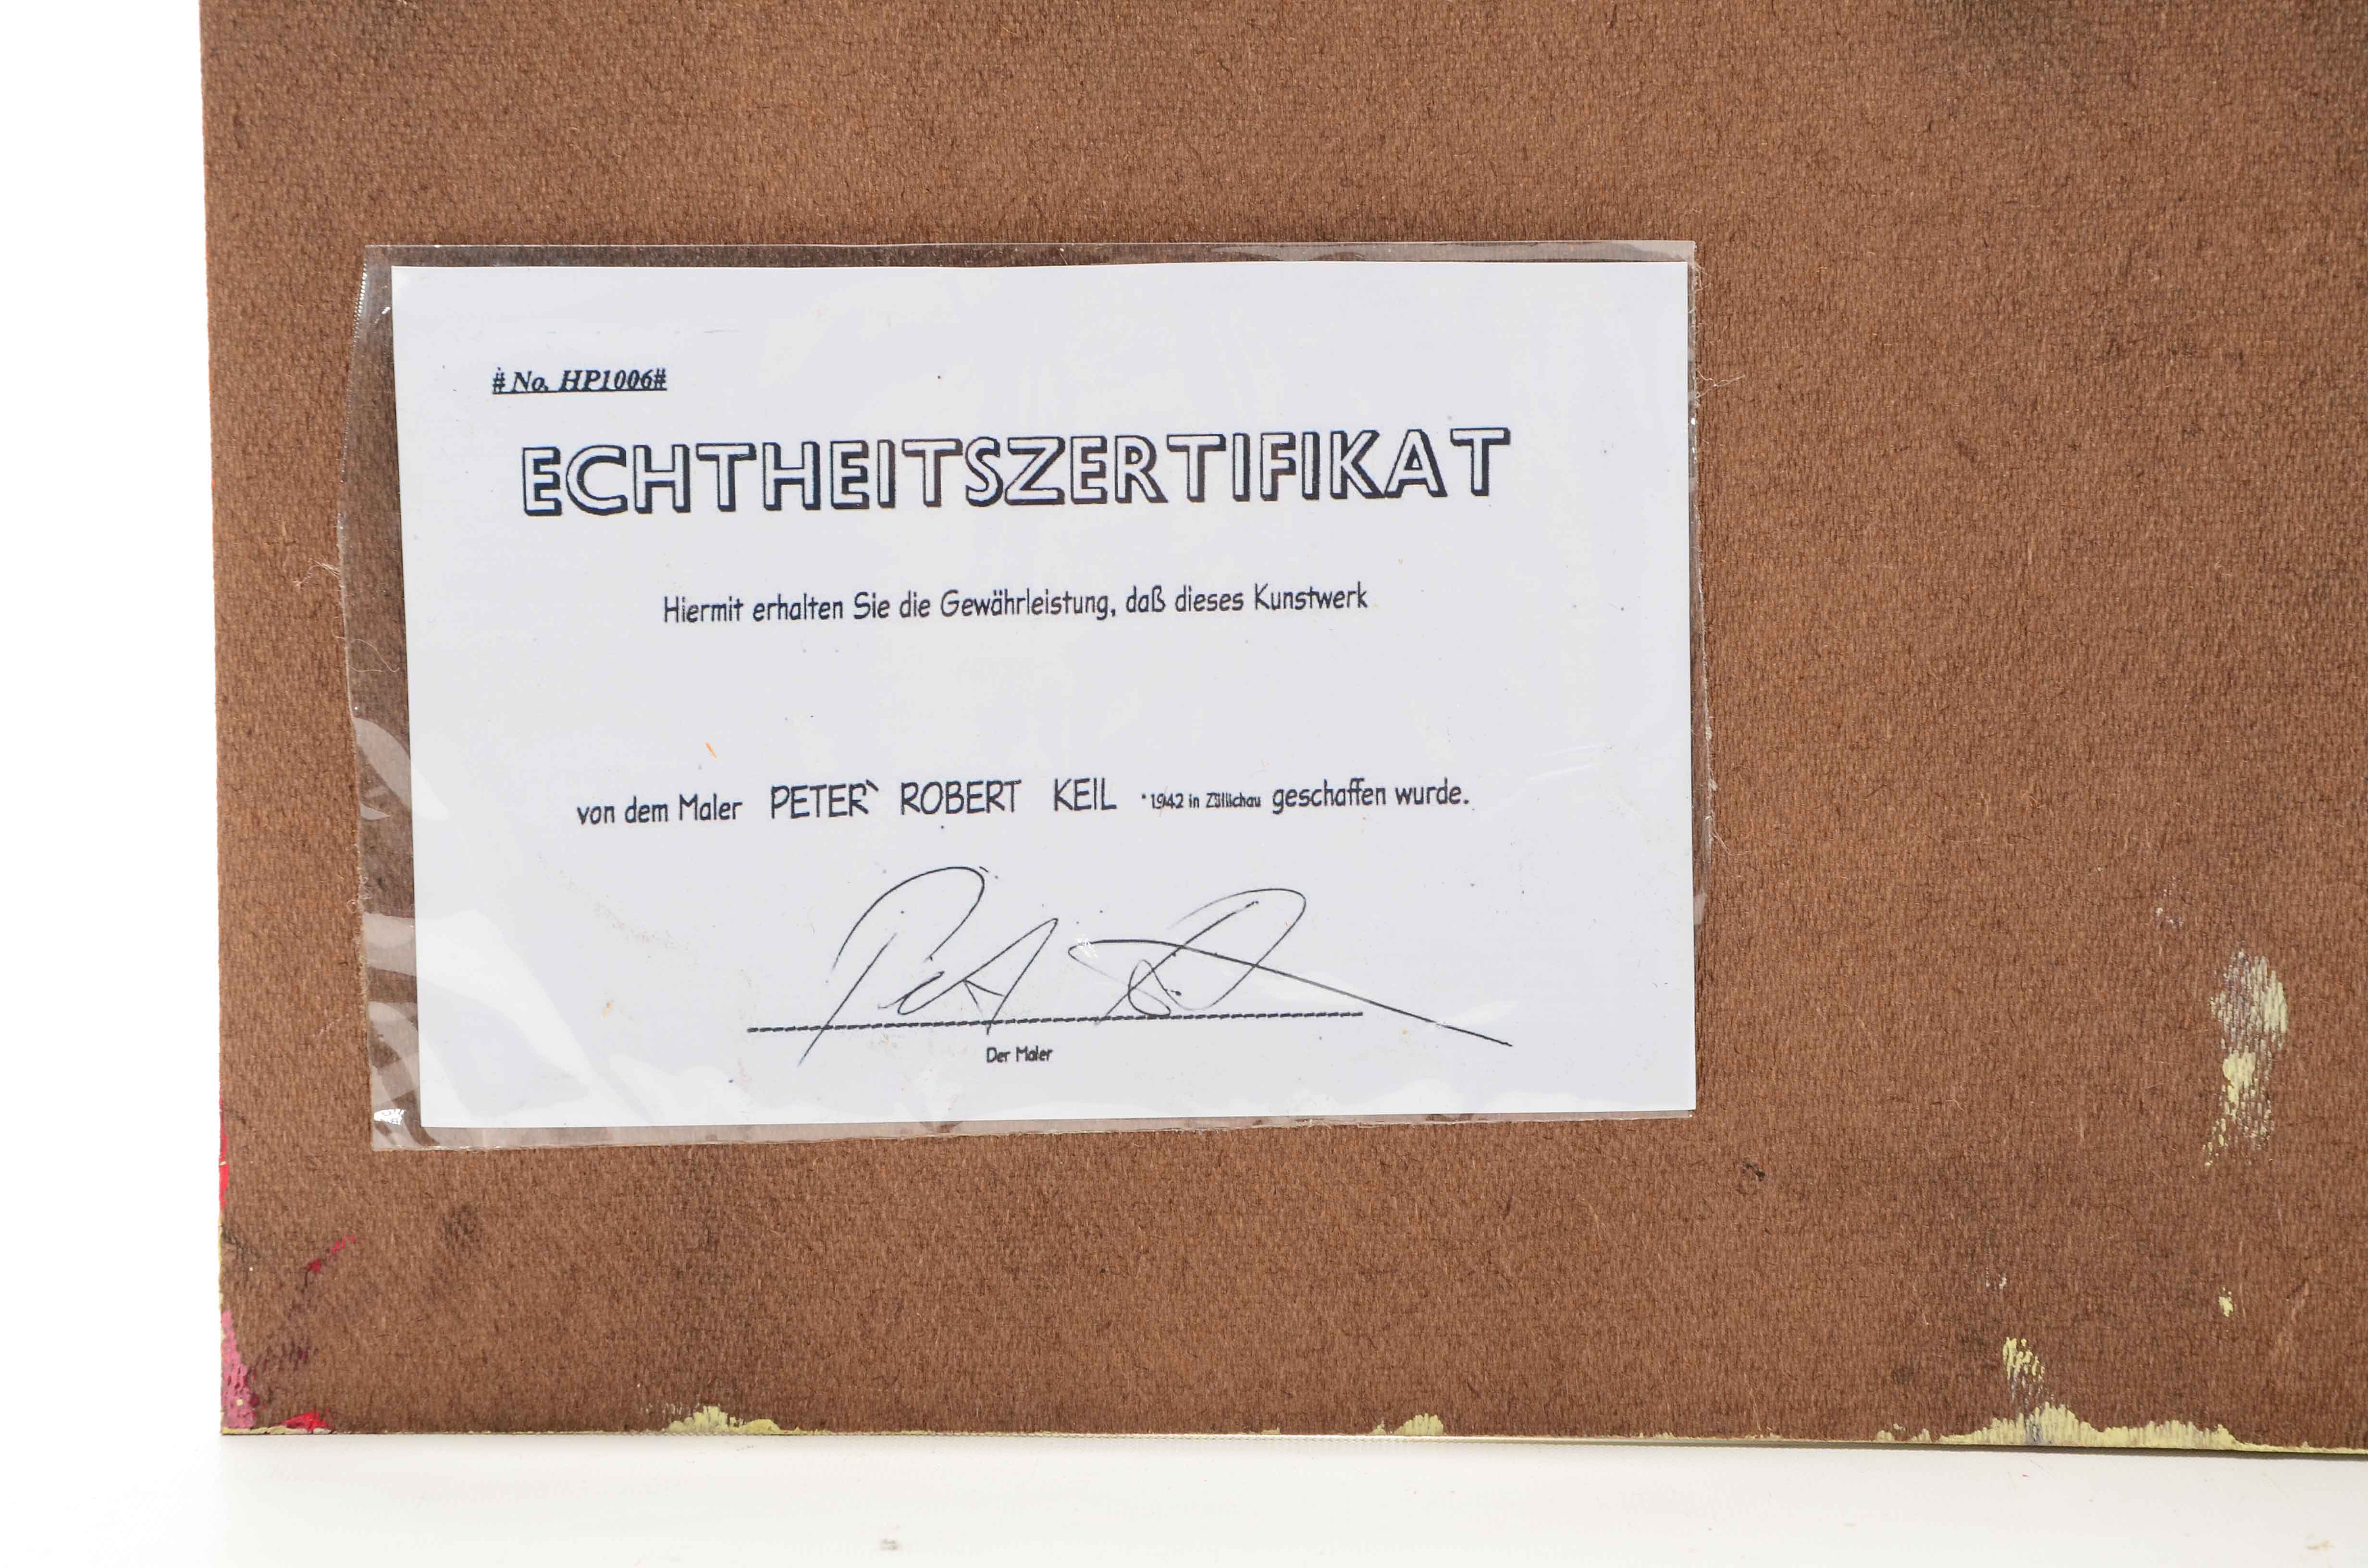 # No. HP1006#
ECHTHEITSZERTIFIKAT
Hiermit erhalten Sie die Gewährleistung, daß dieses Kunstwerk
von dem Maler PETER ROBERT KEIL *1942 in Züllichau geschaffen wurde.
Der Maler